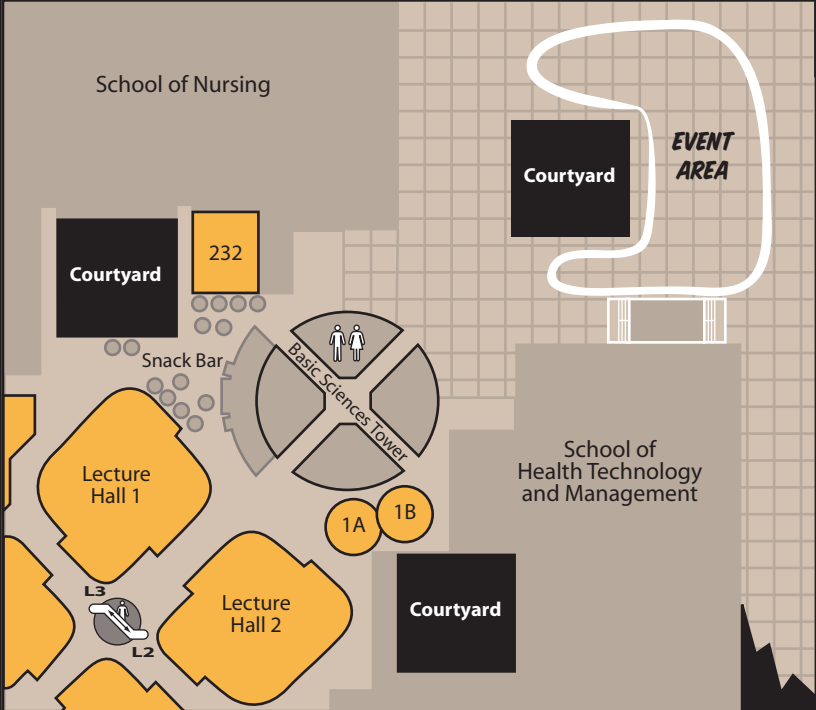 School of Nursing
EVENT
AREA
Courtyard
232
Courtyard
Snack Bar
Basic Sciences Tower
School of
Health Technology
and Management
Lecture
Hall 1
1A
1B
L3
Lecture
Hall 2
Courtyard
L2